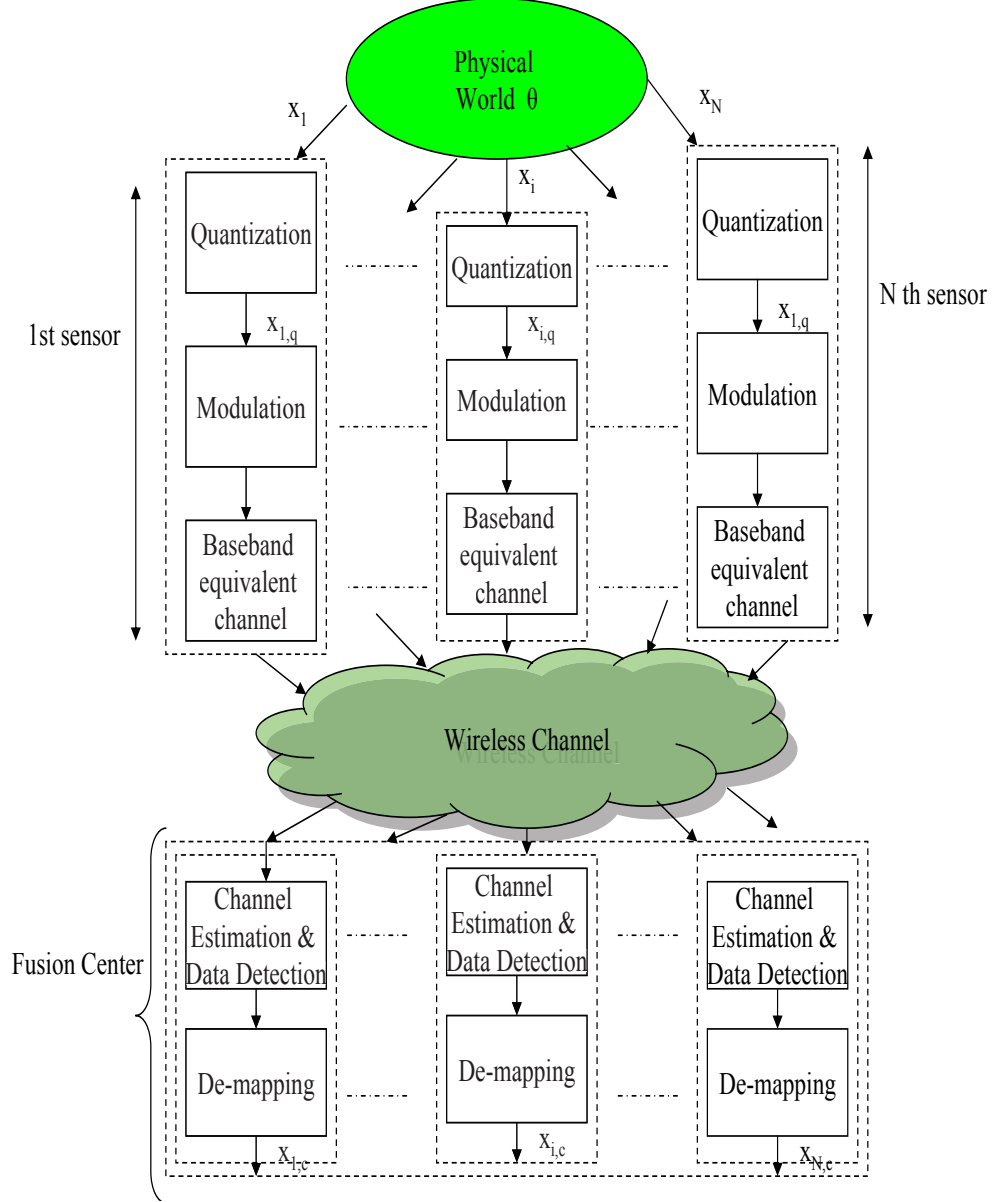 Physical
World θ
x1
xN
xi
Quantization
Quantization
Quantization
1st sensor
N th sensor
x1,q
xi,q
x1,q
Modulation
Modulation
Modulation
Baseband
equivalent
channel
Baseband
equivalent
channel
Baseband
equivalent
channel
Wireless Channel
Fusion Center
Channel
Estimation &
Data Detection
Channel
Estimation &
Data Detection
Channel
Estimation &
Data Detection
De-mapping
De-mapping
De-mapping
x1,c
xi,c
xN,c